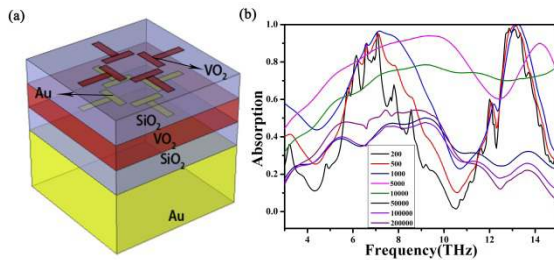 (a)
VO2
Au
SiO2
VO2
SiO2
Au
(b)
Absorption
1.0
0.8
0.6
0.4
0.2
0.0
200
500
1000
5000
10000
50000
100000
200000
4 6 8 10 12 14
Frequency(THz)